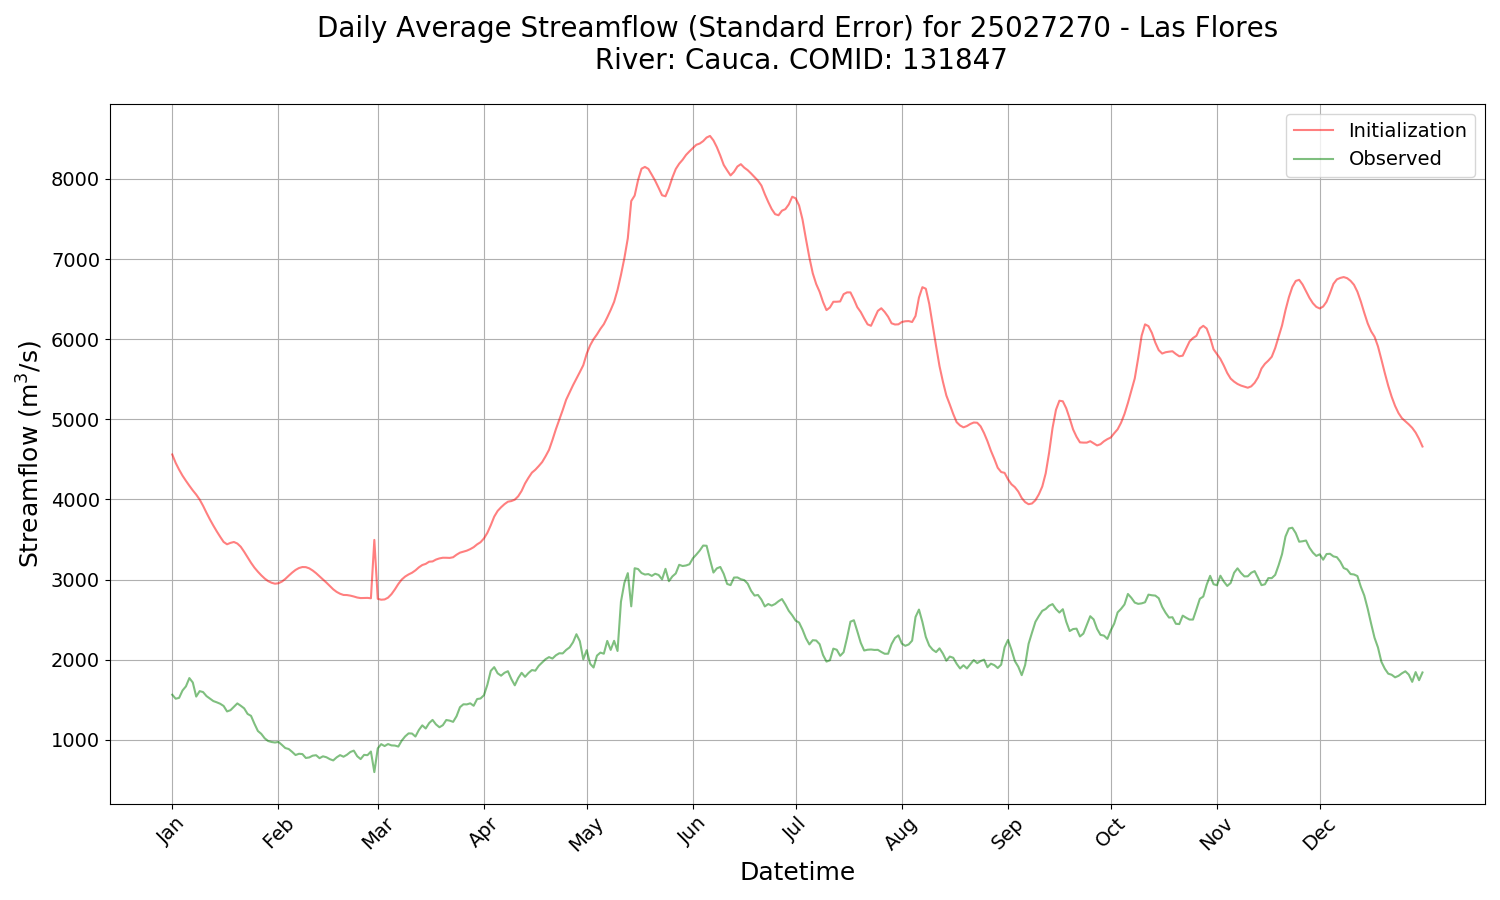 Daily Average Streamflow (Standard Error) for 25027270 - Las Flores
River: Cauca. COMID: 131847
Initialization
Observed
Streamflow (m³/s)
8000
7000
6000
5000
4000
3000
2000
1000
Jan
Feb
Mar
Apr
May
Jun
Jul
Aug
Sep
Oct
Nov
Dec
Datetime